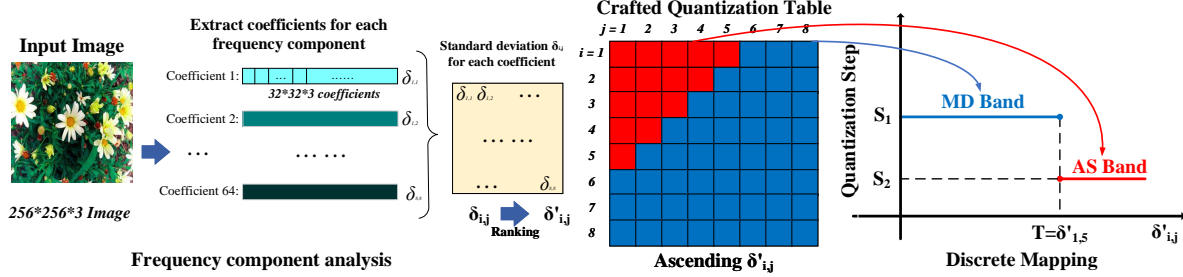 Input Image
256*256*3 Image
Extract coefficients for each
frequency component
Coefficient 1:
... ......
δ1,1
32*32*3 coefficients
Coefficient 2:
δ1,2
... ... ...
Coefficient 64:
δ8,8
Frequency component analysis
Standard deviation δi,j
for each coefficient
δ1,1 δ1,2 ...
... ...
... δ8,8
δi,j δ'i,j
Ranking
Crafted Quantization Table
j = 1 2 3 4 5 6 7 8
i = 1
2
3
4
5
6
7
8
Ascending δ'i,j
Quantization Step
S1
S2
MD Band
AS Band
T=δ'1,5
δ'i,j
Discrete Mapping